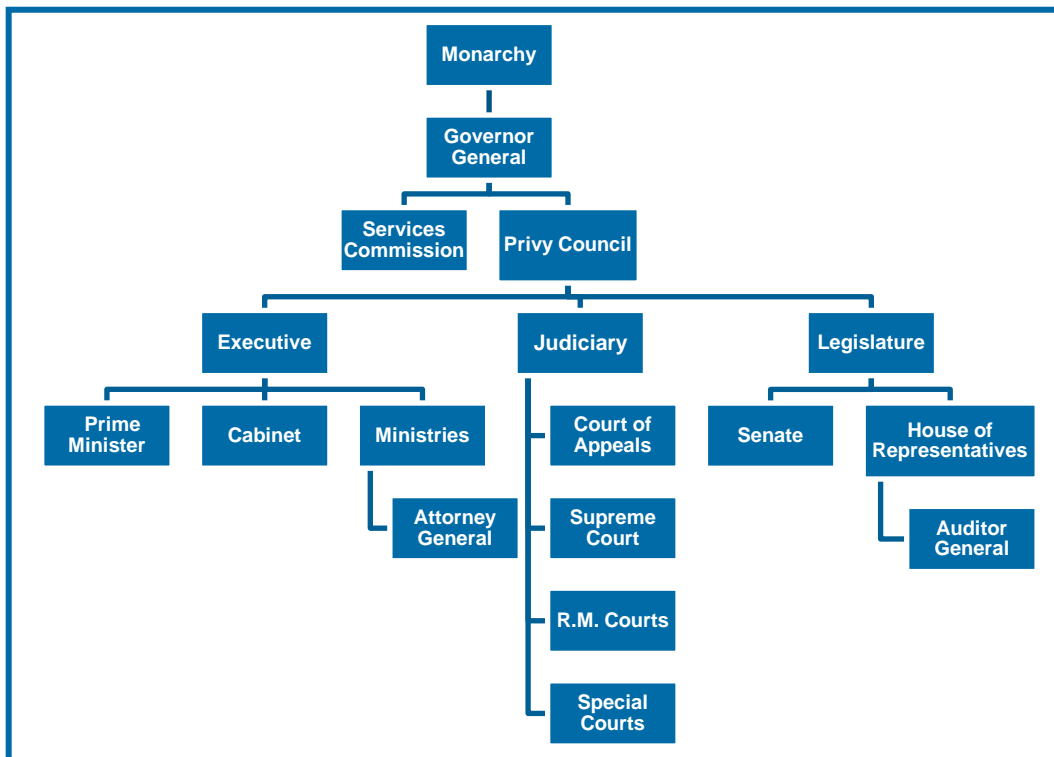 Monarchy
Governor
General
Services
Commission
Privy Council
Executive
Judiciary
Legislature
Prime
Minister
Cabinet
Ministries
Court of
Appeals
Senate
House of
Representatives
Attorney
General
Supreme
Court
Auditor
General
R.M. Courts
Special
Courts